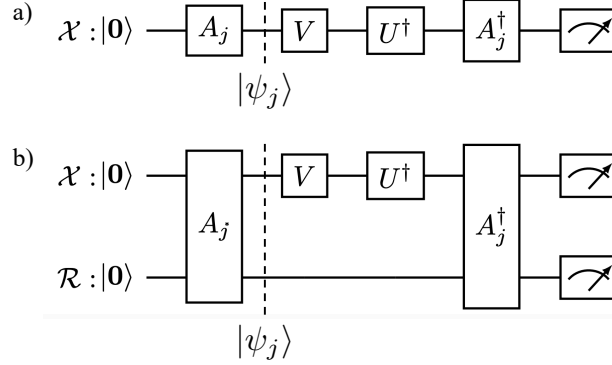 a)
𝒳 : |0⟩ A_j V U† A_j†
|ψ_j⟩
b)
𝒳 : |0⟩ V U†
A_j A_j†
ℛ : |0⟩
|ψ_j⟩